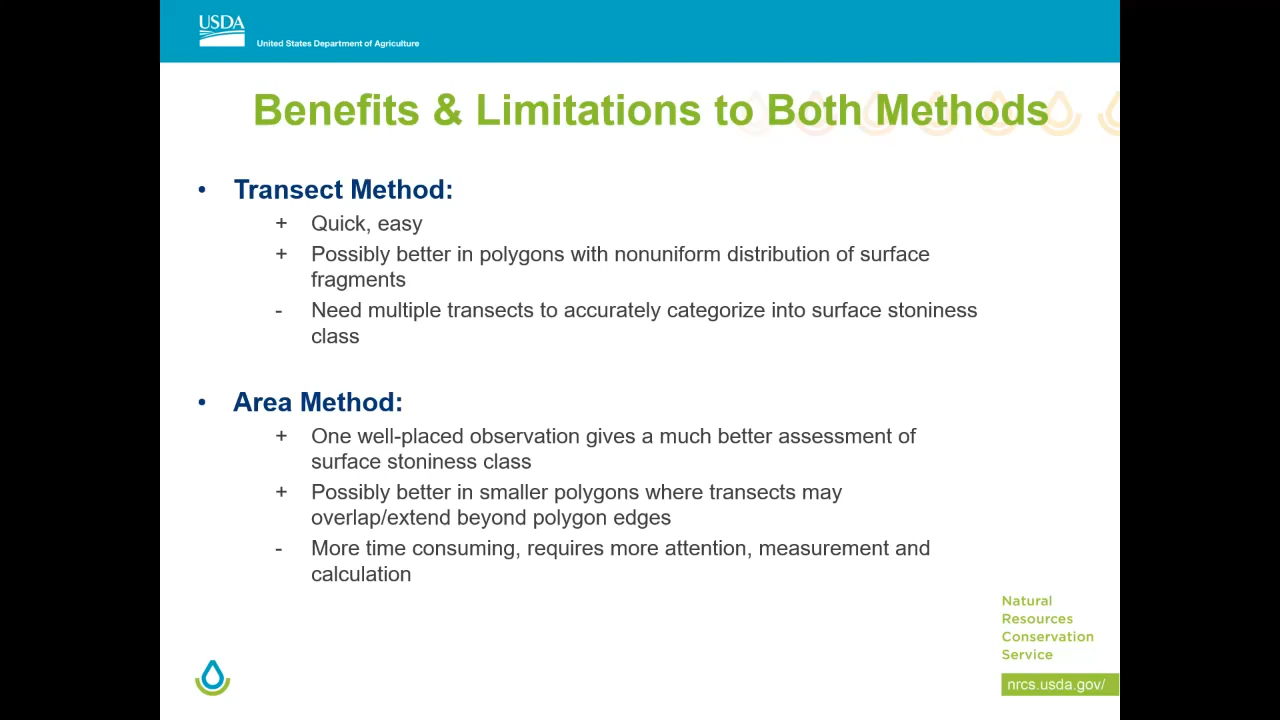 USDA
United States Department of Agriculture
Benefits & Limitations to Both Methods
• Transect Method:
+ Quick, easy
+ Possibly better in polygons with nonuniform distribution of surface
fragments
- Need multiple transects to accurately categorize into surface stoniness
class
• Area Method:
+ One well-placed observation gives a much better assessment of
surface stoniness class
+ Possibly better in smaller polygons where transects may
overlap/extend beyond polygon edges
- More time consuming, requires more attention, measurement and
calculation
Natural
Resources
Conservation
Service
nrcs.usda.gov/